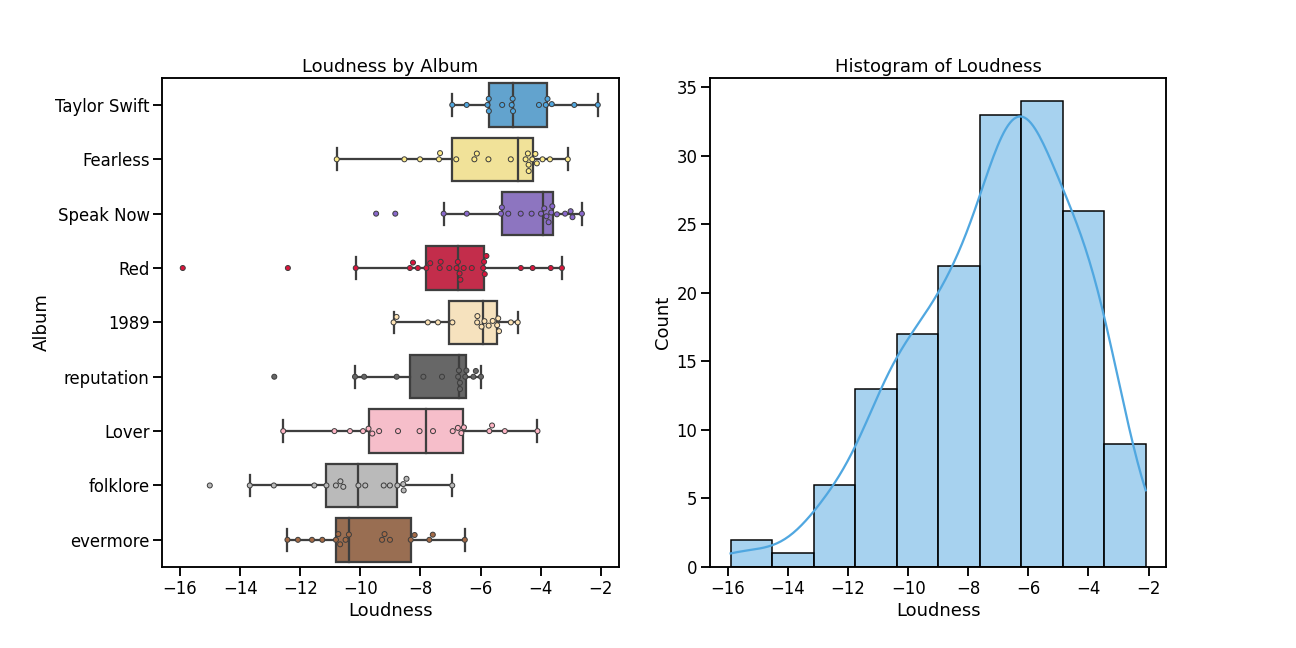 Loudness by Album
Album
Taylor Swift
Fearless
Speak Now
Red
1989
reputation
Lover
folklore
evermore
−16 −14 −12 −10 −8 −6 −4 −2
Loudness
Histogram of Loudness
Count
35
30
25
20
15
10
5
0
−16 −14 −12 −10 −8 −6 −4 −2
Loudness